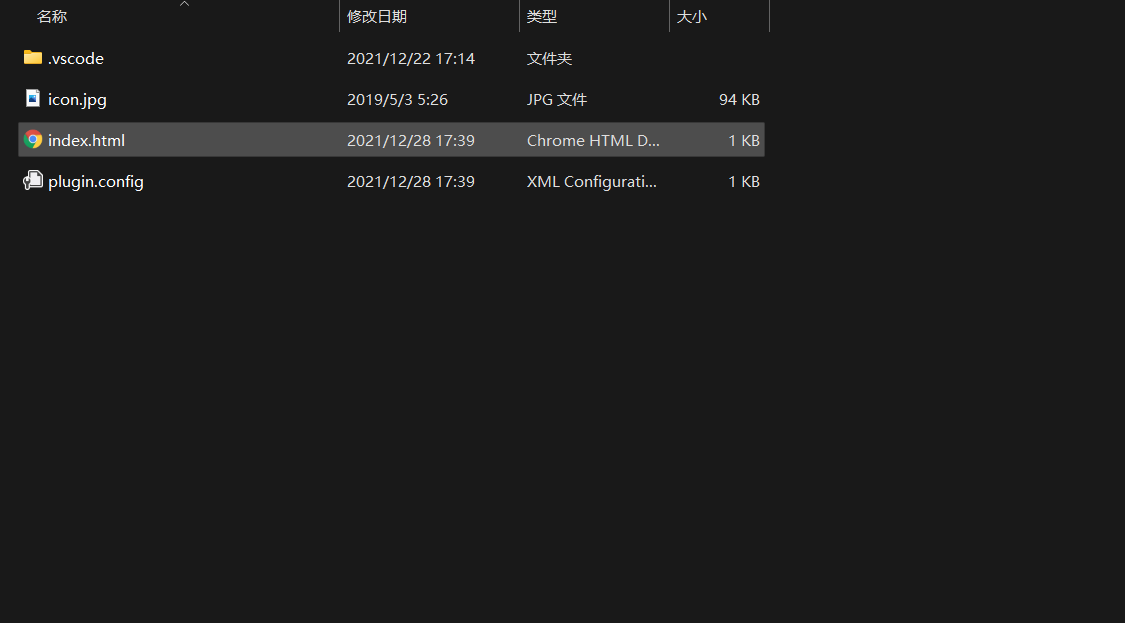 名称 修改日期 类型 大小
.vscode 2021/12/22 17:14 文件夹
icon.jpg 2019/5/3 5:26 JPG 文件 94 KB
index.html 2021/12/28 17:39 Chrome HTML D... 1 KB
plugin.config 2021/12/28 17:39 XML Configurati... 1 KB